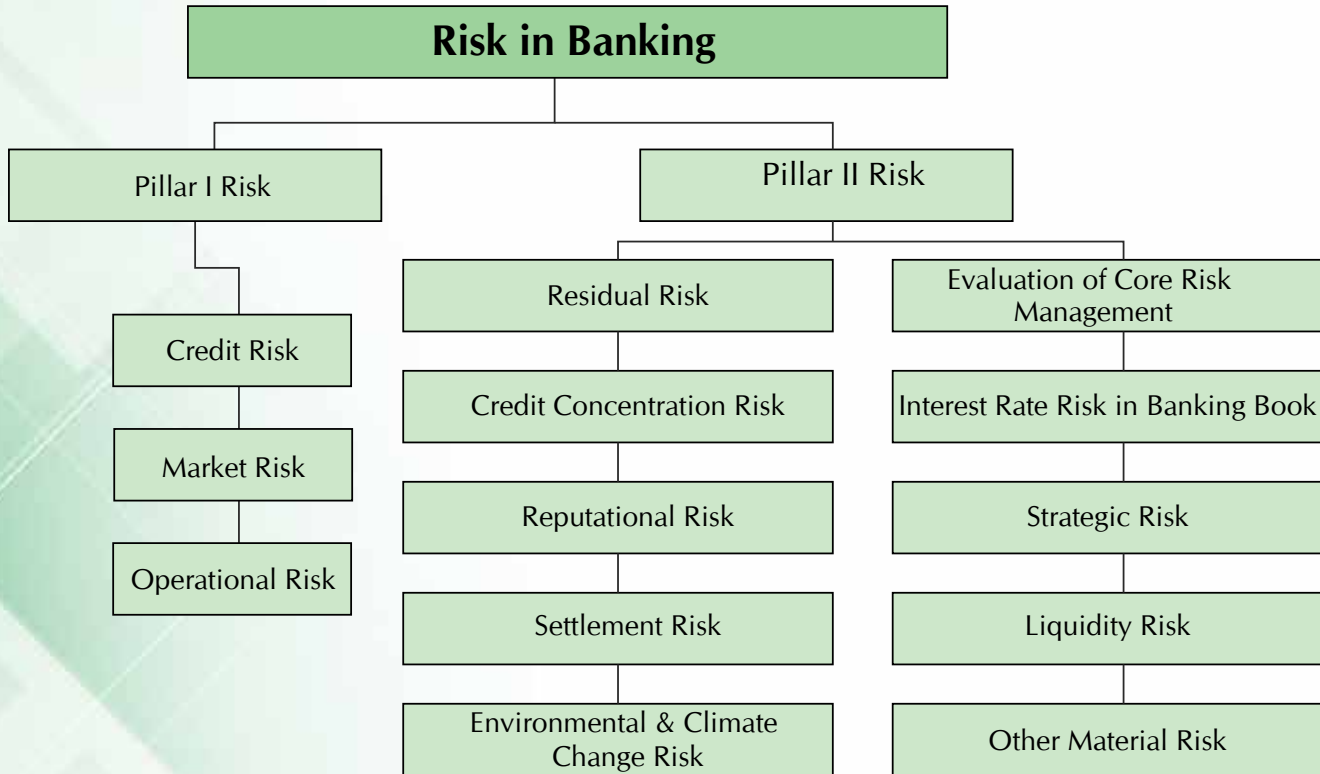 Risk in Banking
Pillar I Risk
Pillar II Risk
Credit Risk
Market Risk
Operational Risk
Residual Risk
Credit Concentration Risk
Reputational Risk
Settlement Risk
Environmental & Climate
Change Risk
Evaluation of Core Risk
Management
Interest Rate Risk in Banking Book
Strategic Risk
Liquidity Risk
Other Material Risk